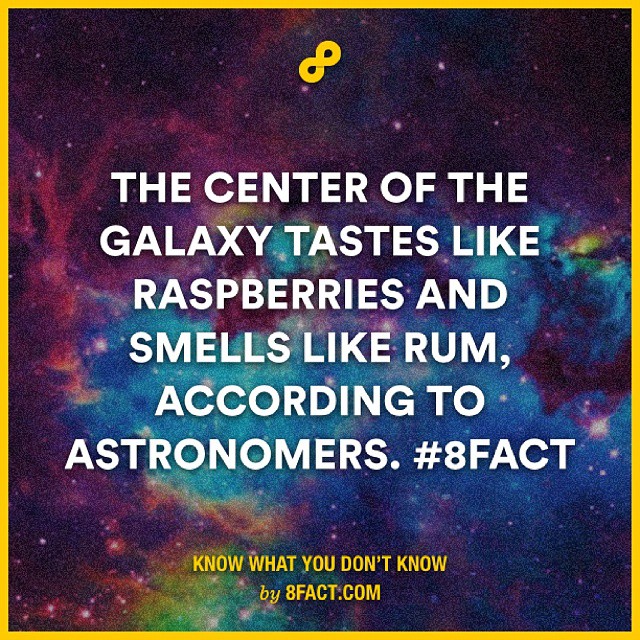 THE CENTER OF THE
GALAXY TASTES LIKE
RASPBERRIES AND
SMELLS LIKE RUM,
ACCORDING TO
ASTRONOMERS. #8FACT
KNOW WHAT YOU DON'T KNOW
by 8FACT.COM